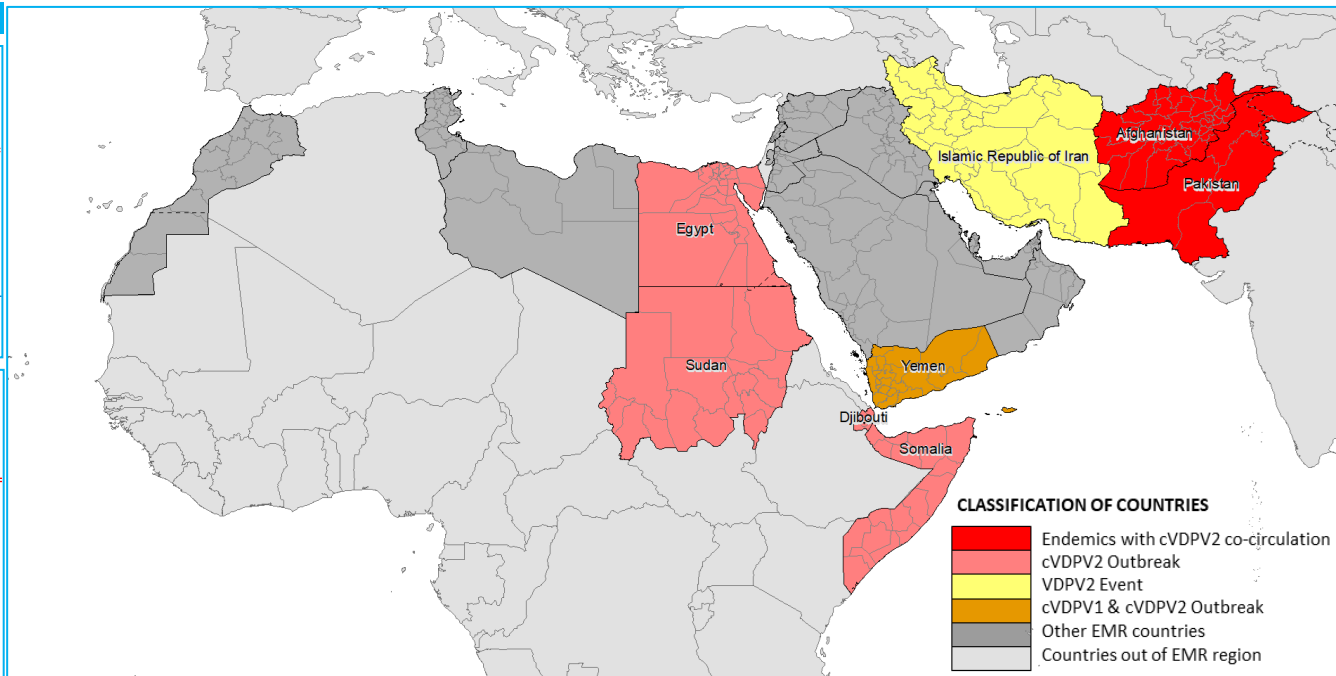 Afghanistan
Islamic Republic of Iran
Pakistan
Egypt
Sudan
Yemen
Djibouti
Somalia
CLASSIFICATION OF COUNTRIES
Endemics with cVDPV2 co-circulation
cVDPV2 Outbreak
VDPV2 Event
cVDPV1 & cVDPV2 Outbreak
Other EMR countries
Countries out of EMR region